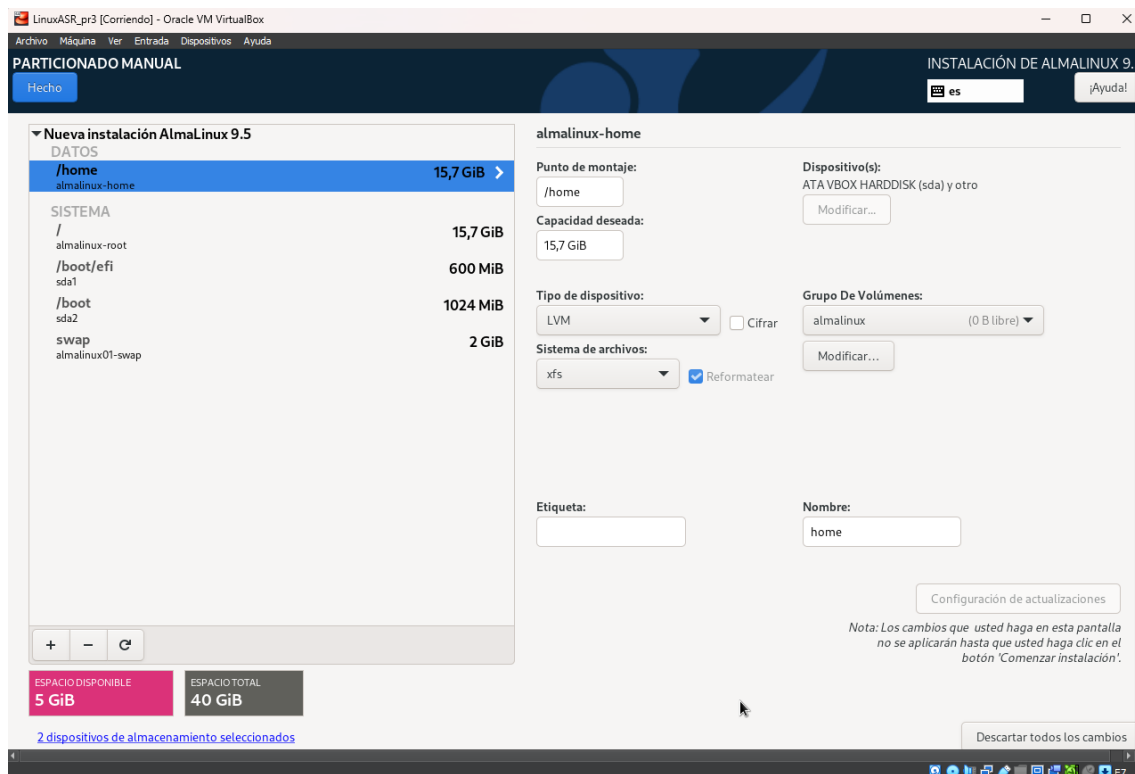 LinuxASR_pr3 [Corriendo] - Oracle VM VirtualBox
Archivo Máquina Ver Entrada Dispositivos Ayuda
PARTICIONADO MANUAL
INSTALACIÓN DE ALMALINUX 9.
Hecho
es
¡Ayuda!
Nueva instalación AlmaLinux 9.5
DATOS
/home
15,7 GiB
almalinux-home
SISTEMA
/
15,7 GiB
almalinux-root
/boot/efi
600 MiB
sda1
/boot
1024 MiB
sda2
swap
2 GiB
almalinux01-swap
ESPACIO DISPONIBLE
5 GiB
ESPACIO TOTAL
40 GiB
2 dispositivos de almacenamiento seleccionados
almalinux-home
Punto de montaje:
/home
Capacidad deseada:
15,7 GiB
Dispositivo(s):
ATA VBOX HARDDISK (sda) y otro
Modificar...
Tipo de dispositivo:
LVM
Cifrar
Sistema de archivos:
xfs
Reformatear
Grupo De Volúmenes:
almalinux (0 B libre)
Modificar...
Etiqueta:
Nombre:
home
Configuración de actualizaciones
Nota: Los cambios que usted haga en esta pantalla
no se aplicarán hasta que usted haga clic en el
botón 'Comenzar instalación'.
Descartar todos los cambios